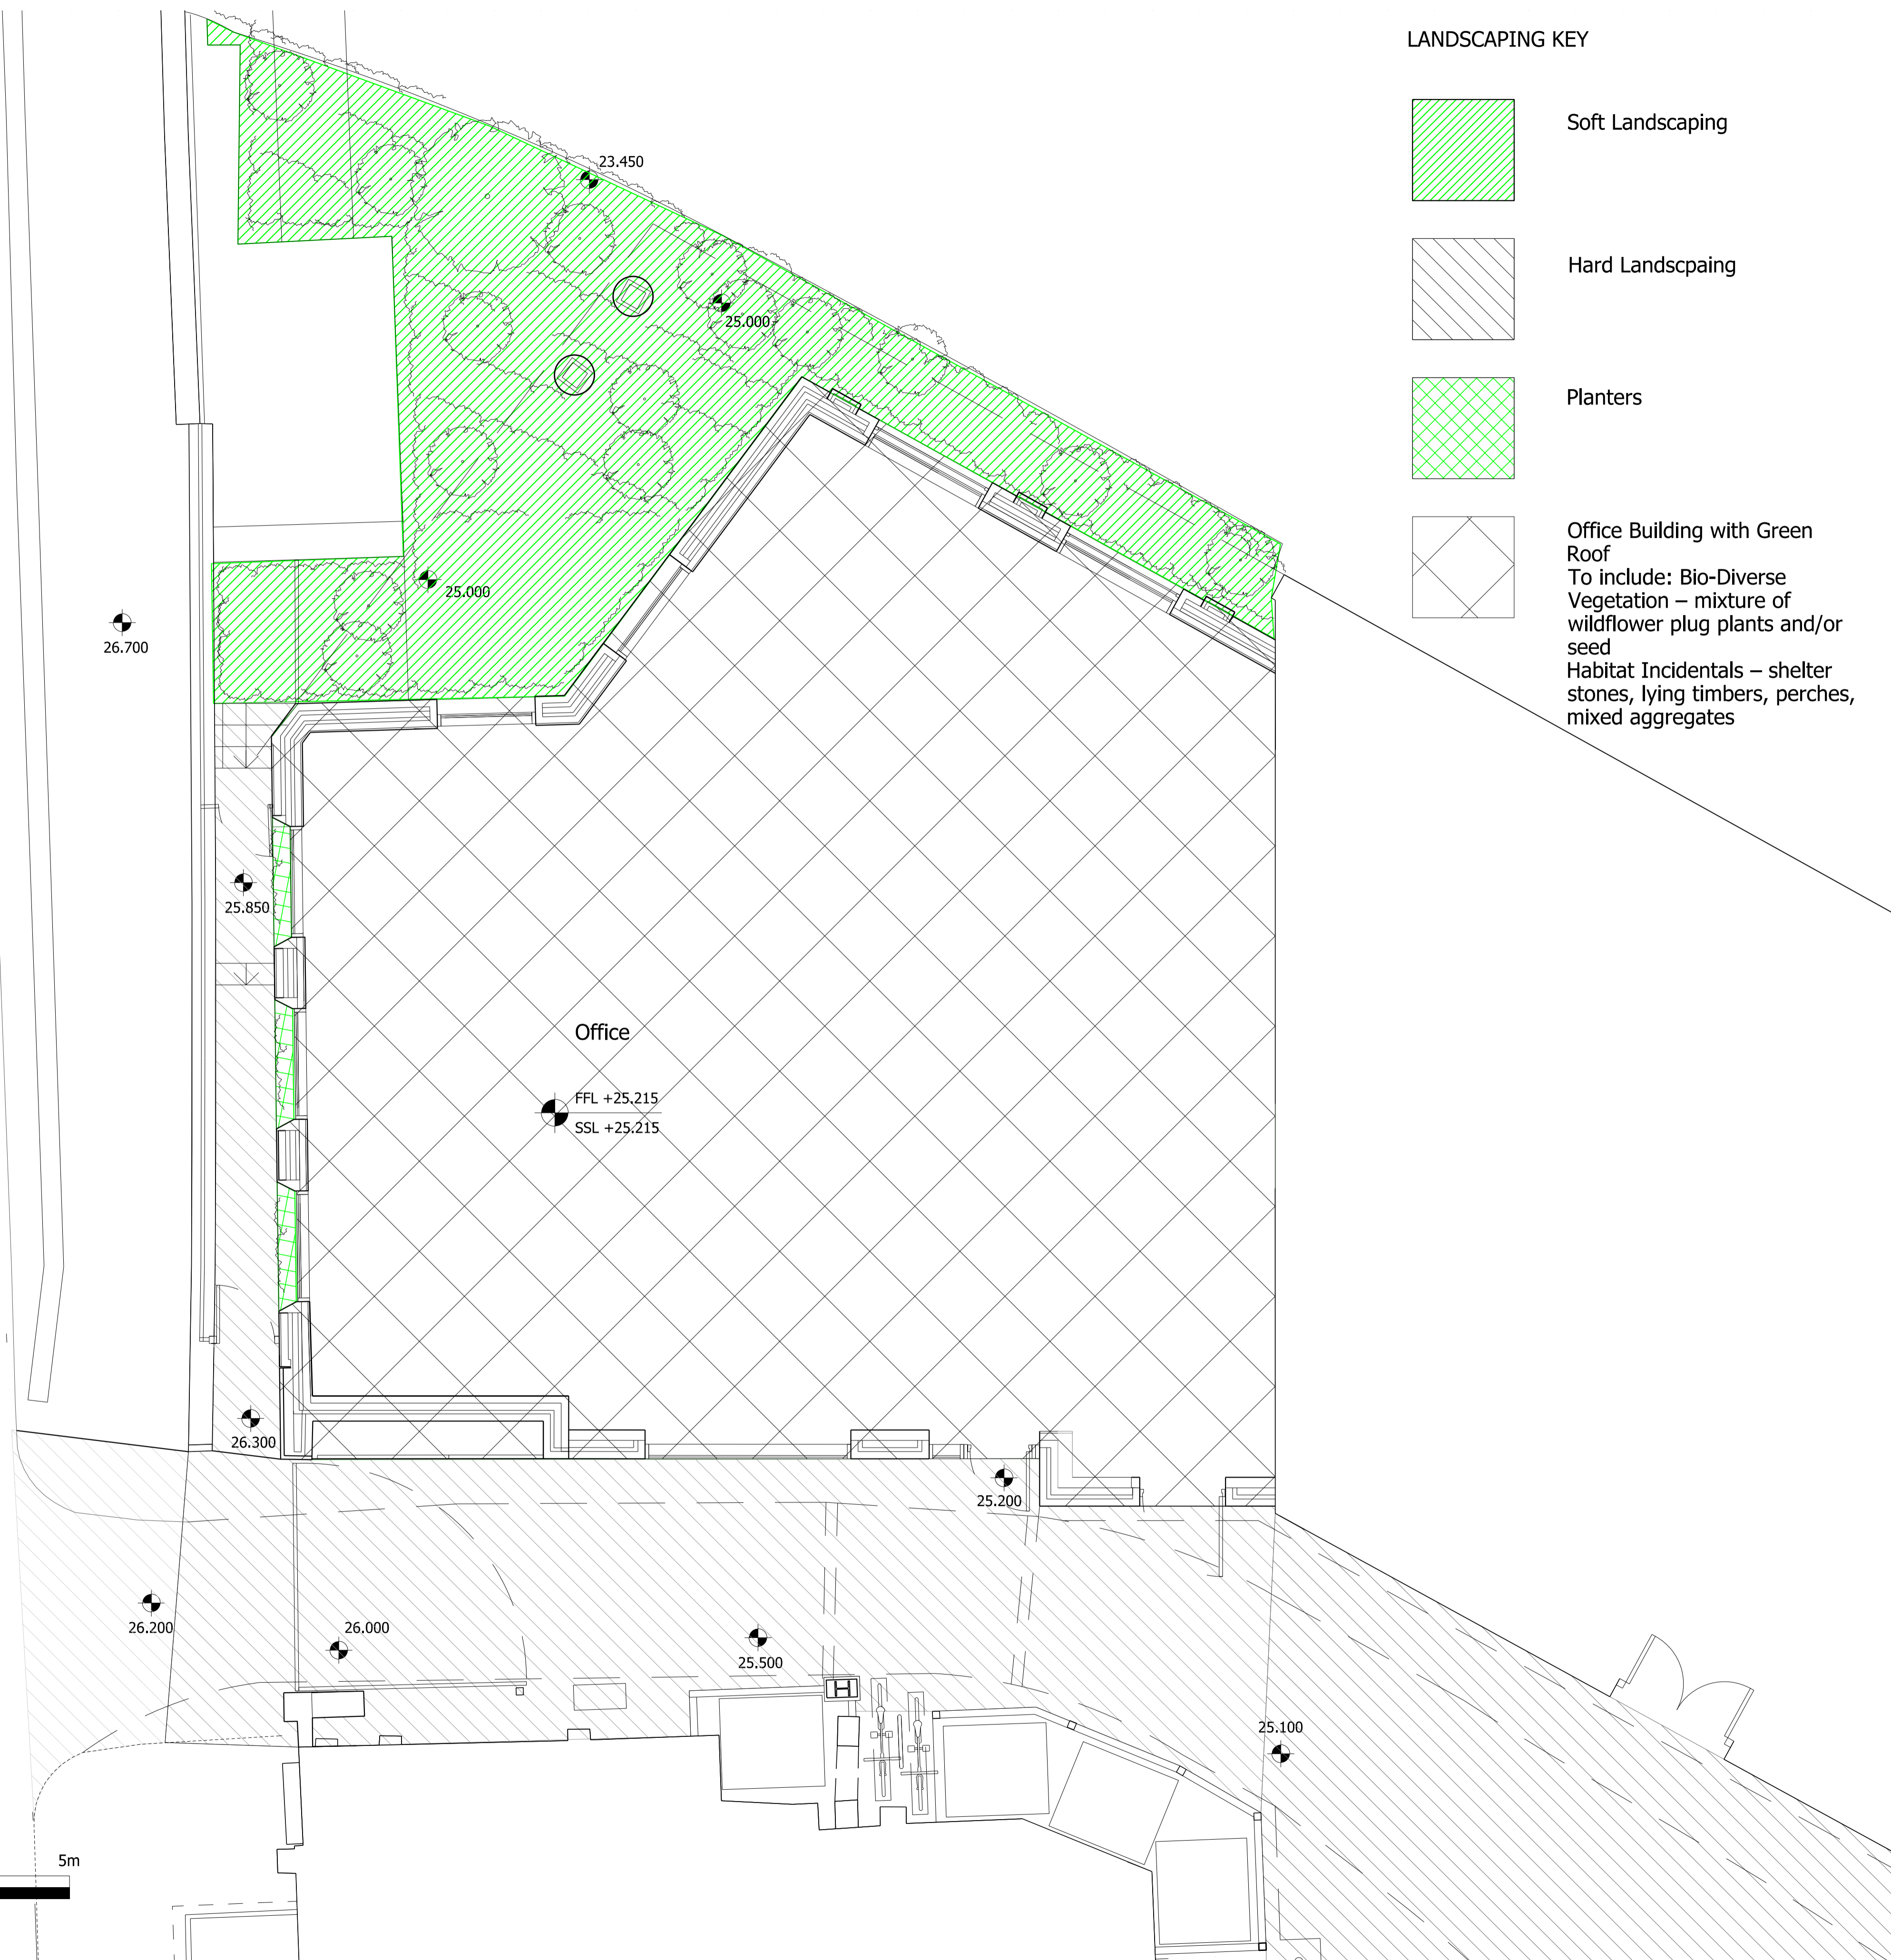 LANDSCAPING KEY
Soft Landscaping
Hard Landscpaing
Planters
Office Building with Green
Roof
To include: Bio-Diverse
Vegetation – mixture of
wildflower plug plants and/or
seed
Habitat Incidentals – shelter
stones, lying timbers, perches,
mixed aggregates
23.450
25.000
25.000
26.700
25.850
Office
FFL +25.215
SSL +25.215
26.300
25.200
26.200
26.000
25.500
H
25.100
5m